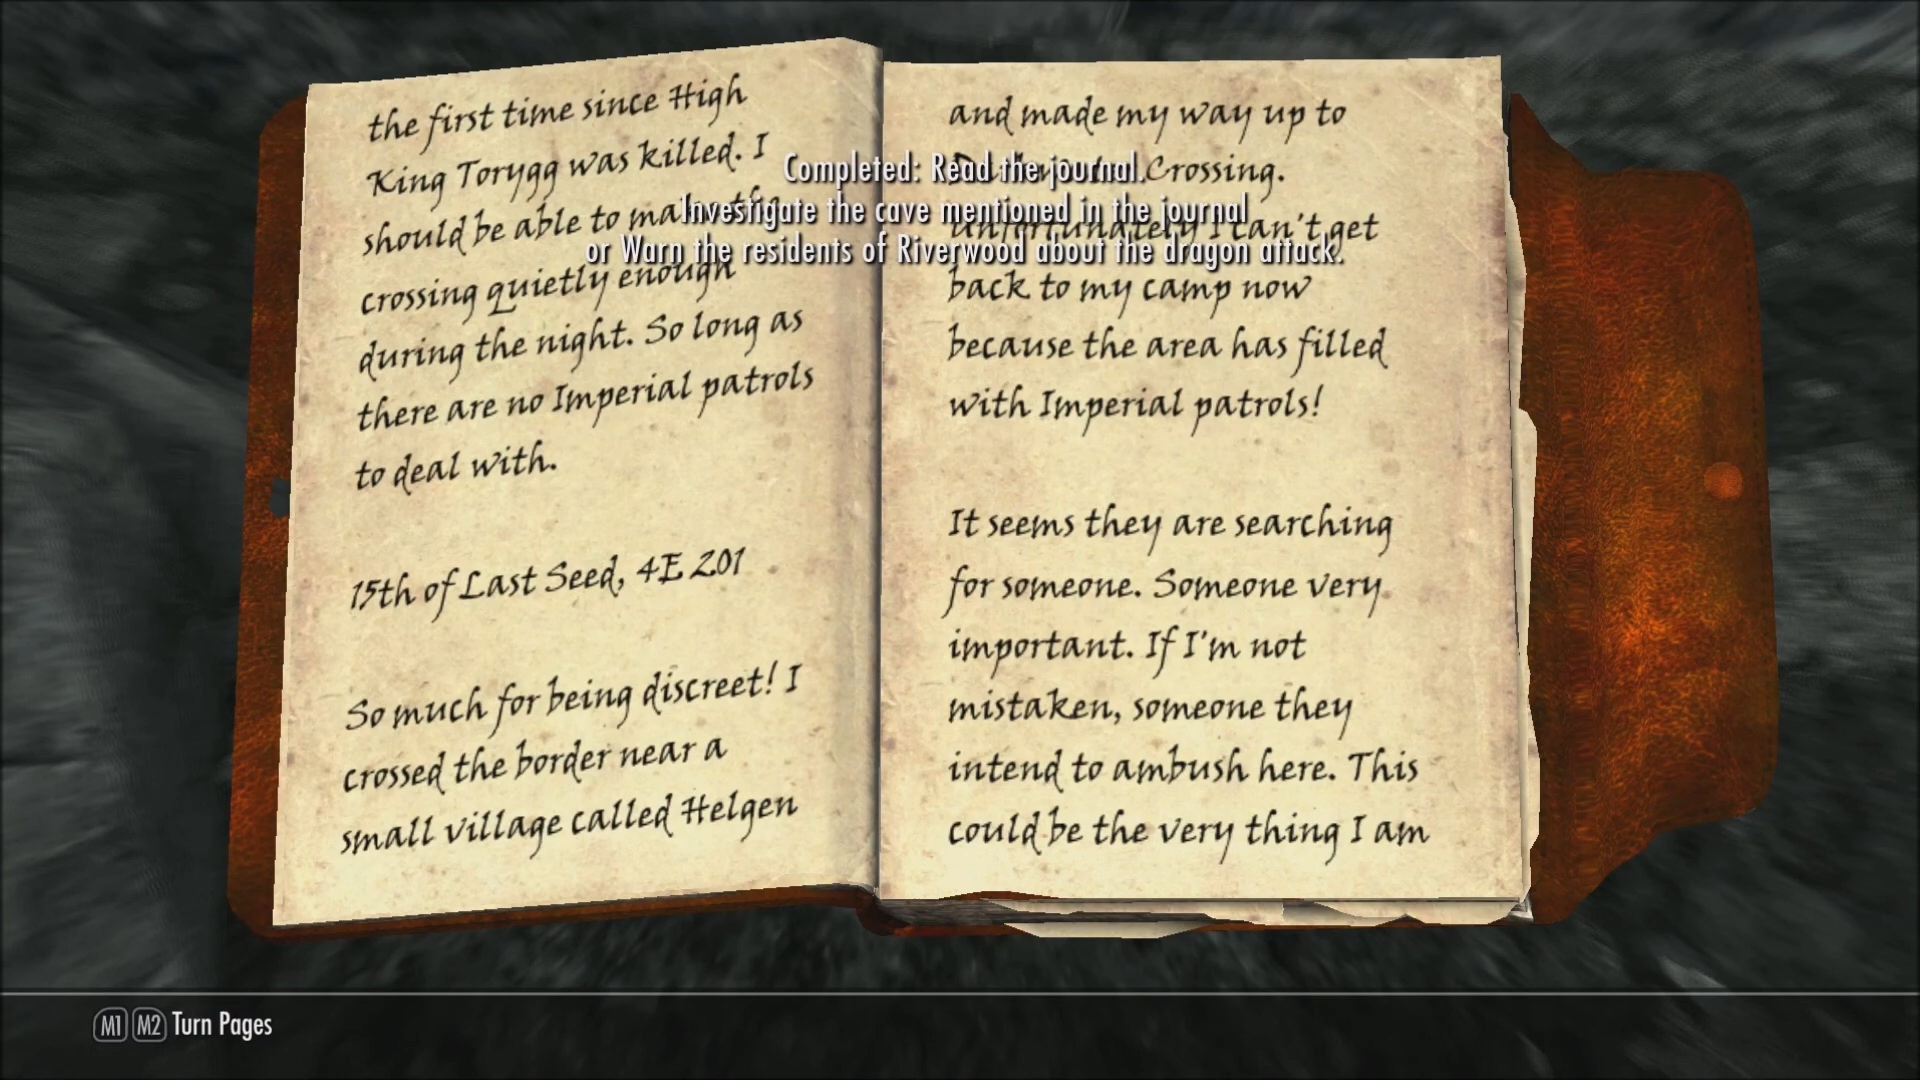 the first time since High
King Torygg was killed. I
should be able to make the
crossing quietly enough
during the night. So long as
there are no Imperial patrols
to deal with.
15th of Last Seed, 4E 201
So much for being discreet! I
crossed the border near a
small village called Helgen
and made my way up to
Crossing.
unfortunately I can't get
back to my camp now
because the area has filled
with Imperial patrols!
It seems they are searching
for someone. Someone very
important. If I'm not
mistaken, someone they
intend to ambush here. This
could be the very thing I am
Completed: Read the journal.
Investigate the cave mentioned in the journal
or Warn the residents of Riverwood about the dragon attack.
M1 M2 Turn Pages